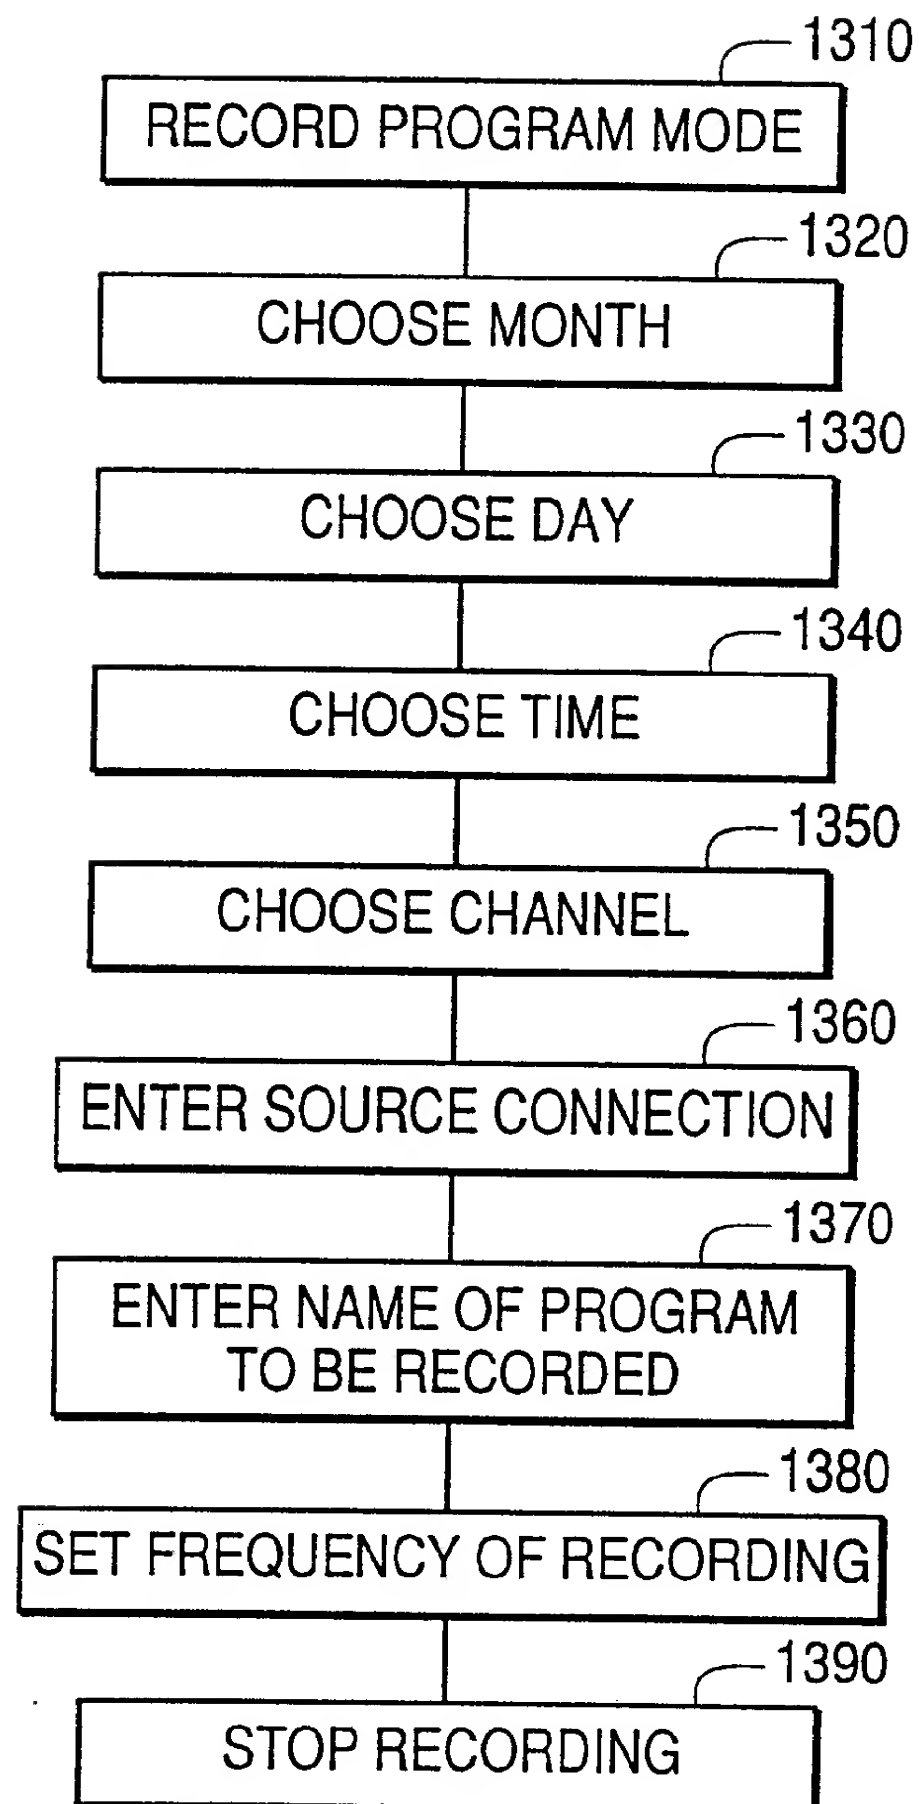 1310
RECORD PROGRAM MODE
1320
CHOOSE MONTH
1330
CHOOSE DAY
1340
CHOOSE TIME
1350
CHOOSE CHANNEL
1360
ENTER SOURCE CONNECTION
1370
ENTER NAME OF PROGRAM
TO BE RECORDED
1380
SET FREQUENCY OF RECORDING
1390
STOP RECORDING